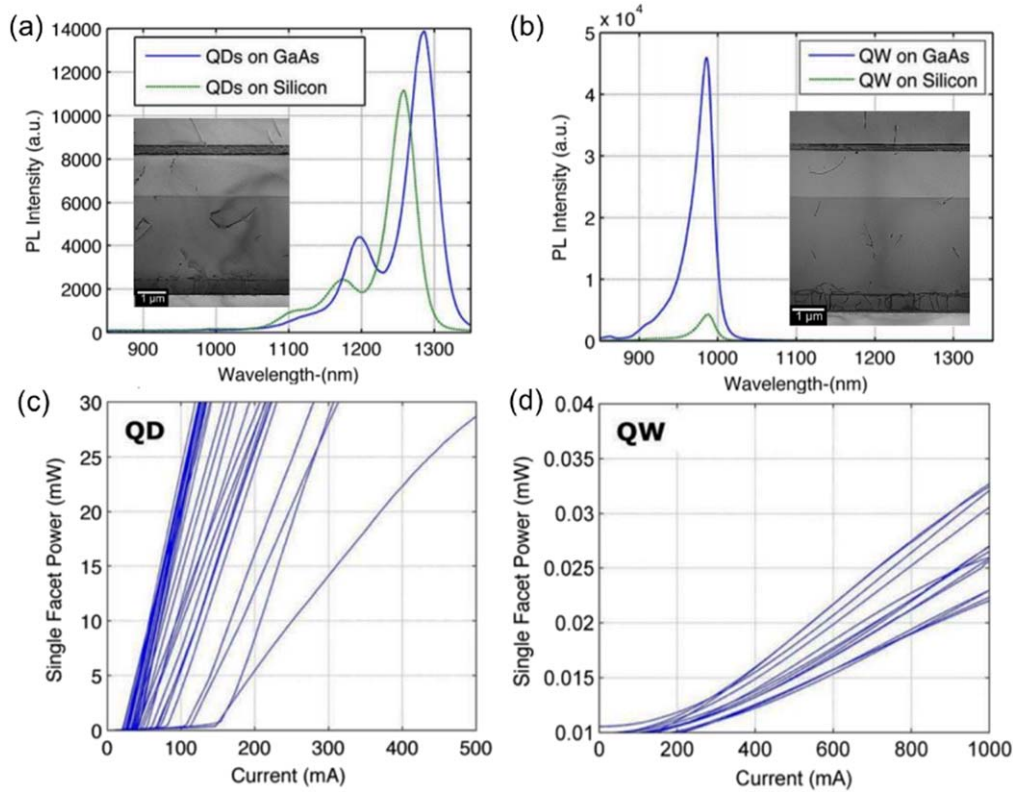 (a)
14000
12000
10000
8000
6000
4000
2000
0
PL Intensity (a.u.)
QDs on GaAs
QDs on Silicon
1 µm
900 1000 1100 1200 1300
Wavelength-(nm)
(b)
x 10⁴
5
4
3
2
1
0
PL Intensity (a.u.)
QW on GaAs
QW on Silicon
1 µm
900 1000 1100 1200 1300
Wavelength-(nm)
(c)
30
25
20
15
10
5
0
Single Facet Power (mW)
QD
0 100 200 300 400 500
Current (mA)
(d)
0.04
0.035
0.03
0.025
0.02
0.015
0.01
Single Facet Power (mW)
QW
0 200 400 600 800 1000
Current (mA)